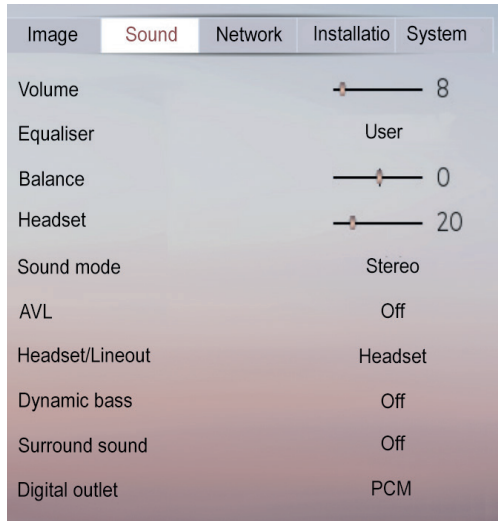 Image Sound Network Installatio System
Volume 8
Equaliser User
Balance 0
Headset 20
Sound mode Stereo
AVL Off
Headset/Lineout Headset
Dynamic bass Off
Surround sound Off
Digital outlet PCM